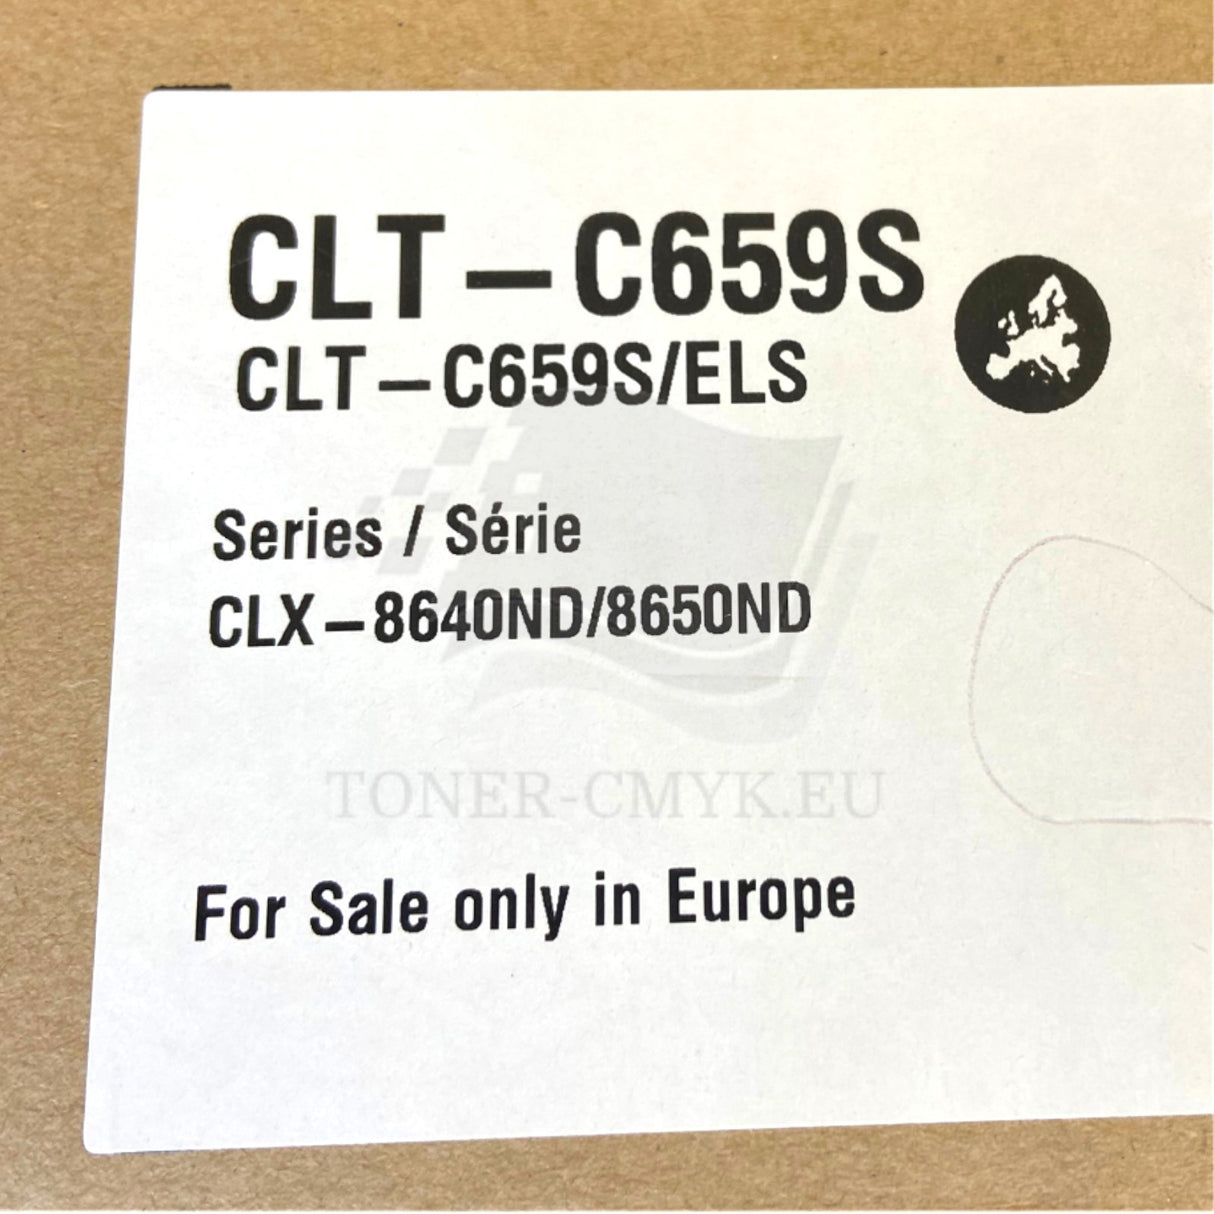 CLT-C659S
CLT-C659S/ELS
Series / Série
CLX-8640ND/8650ND
TONER-CMYK.EU
For Sale only in Europe